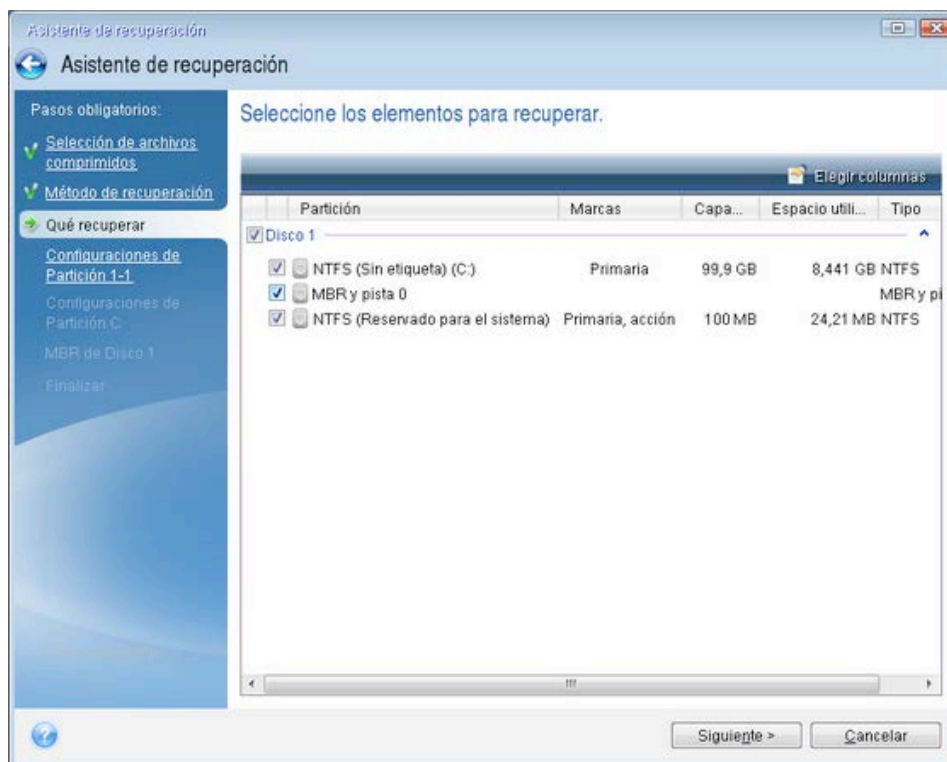 Asistente de recuperación
Asistente de recuperación
Pasos obligatorios:
Selección de archivos
comprimidos
Método de recuperación
Qué recuperar
Configuraciones de
Partición 1-1
Configuraciones de
Partición C
MBR de Disco 1
Finalizar
Seleccione los elementos para recuperar.
Elegir columnas
Partición Marcas Capa... Espacio utili... Tipo
Disco 1
NTFS (Sin etiqueta) (C:) Primaria 99,9 GB 8,441 GB NTFS
MBR y pista 0 MBR y pi
NTFS (Reservado para el sistema) Primaria, acción 100 MB 24,21 MB NTFS
Siguiente >
Cancelar